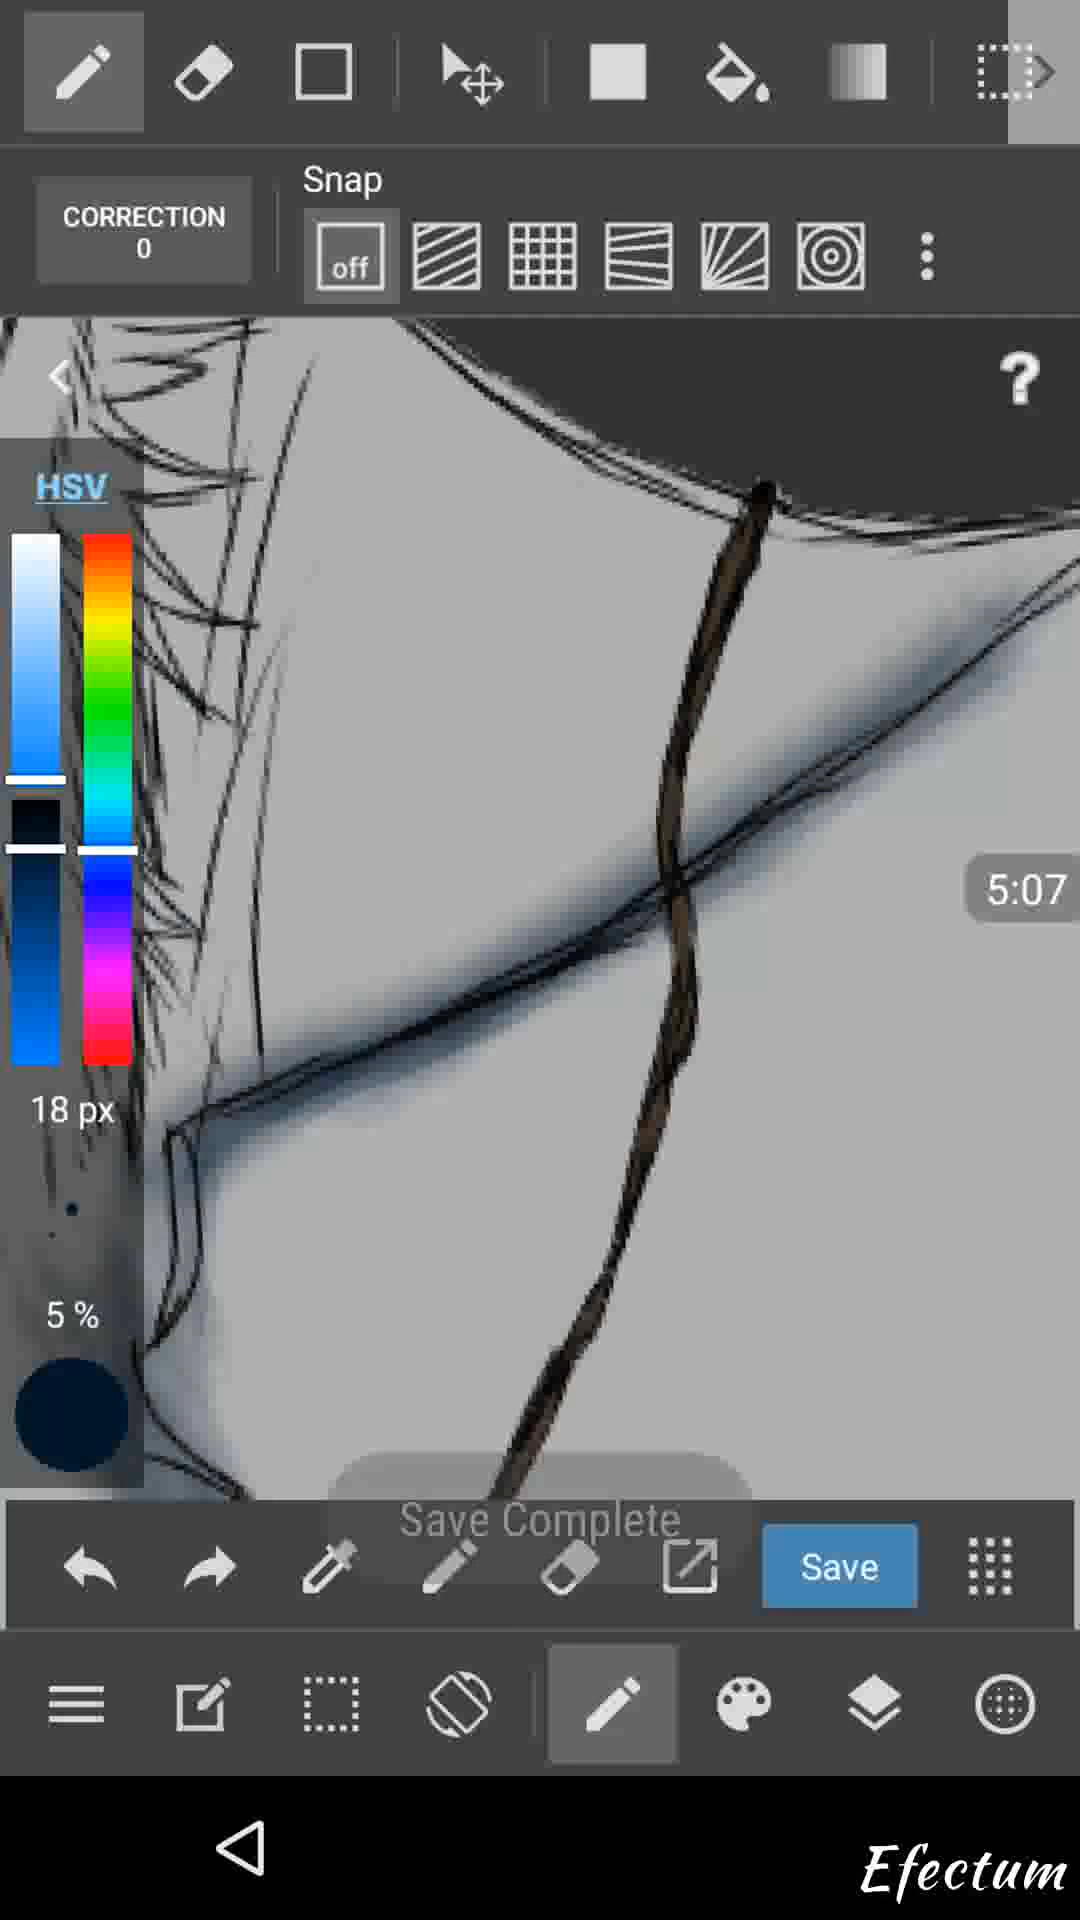 Snap
CORRECTION
0
off
?
HSV
5:07
18 px
5 %
Save Complete
Save
Efectum